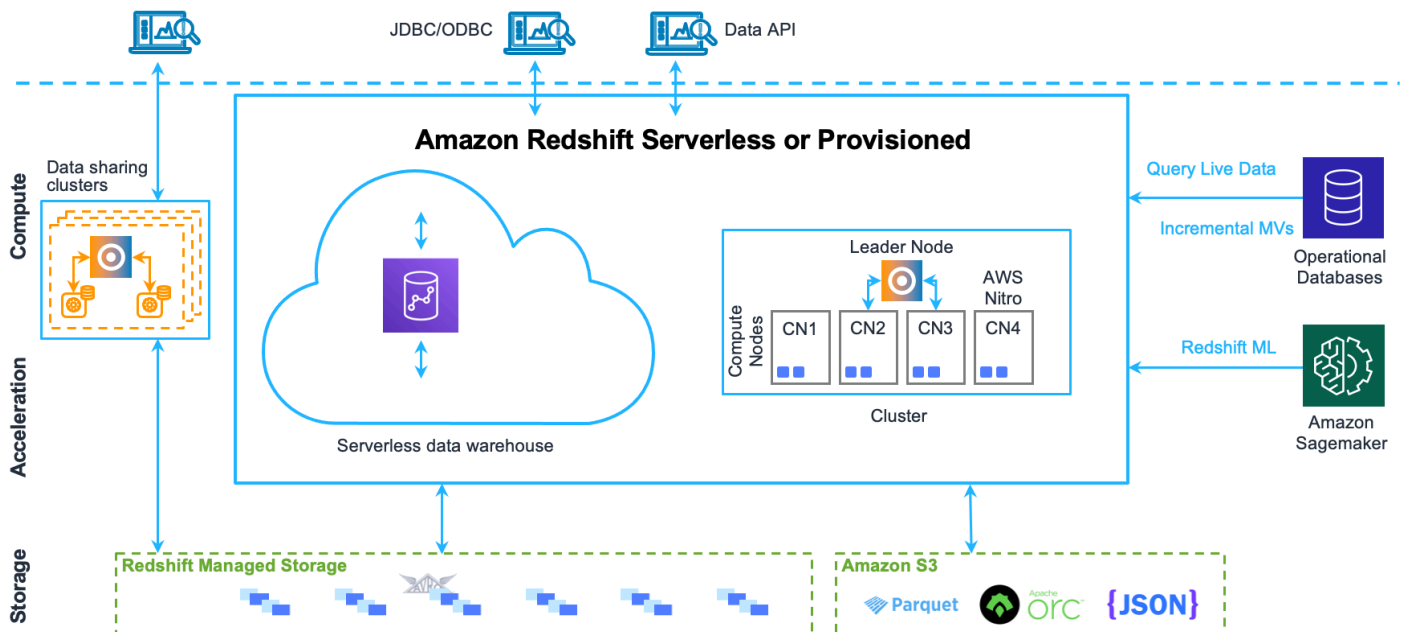 JDBC/ODBC
Data API
Amazon Redshift Serverless or Provisioned
Compute
Data sharing
clusters
Query Live Data
Incremental MVs
Operational
Databases
Leader Node
AWS
Nitro
Compute
Nodes
CN1
CN2
CN3
CN4
Cluster
Serverless data warehouse
Redshift ML
Amazon
Sagemaker
Acceleration
Storage
Redshift Managed Storage
AVRO
Amazon S3
Parquet
Apache
orc
{JSON}